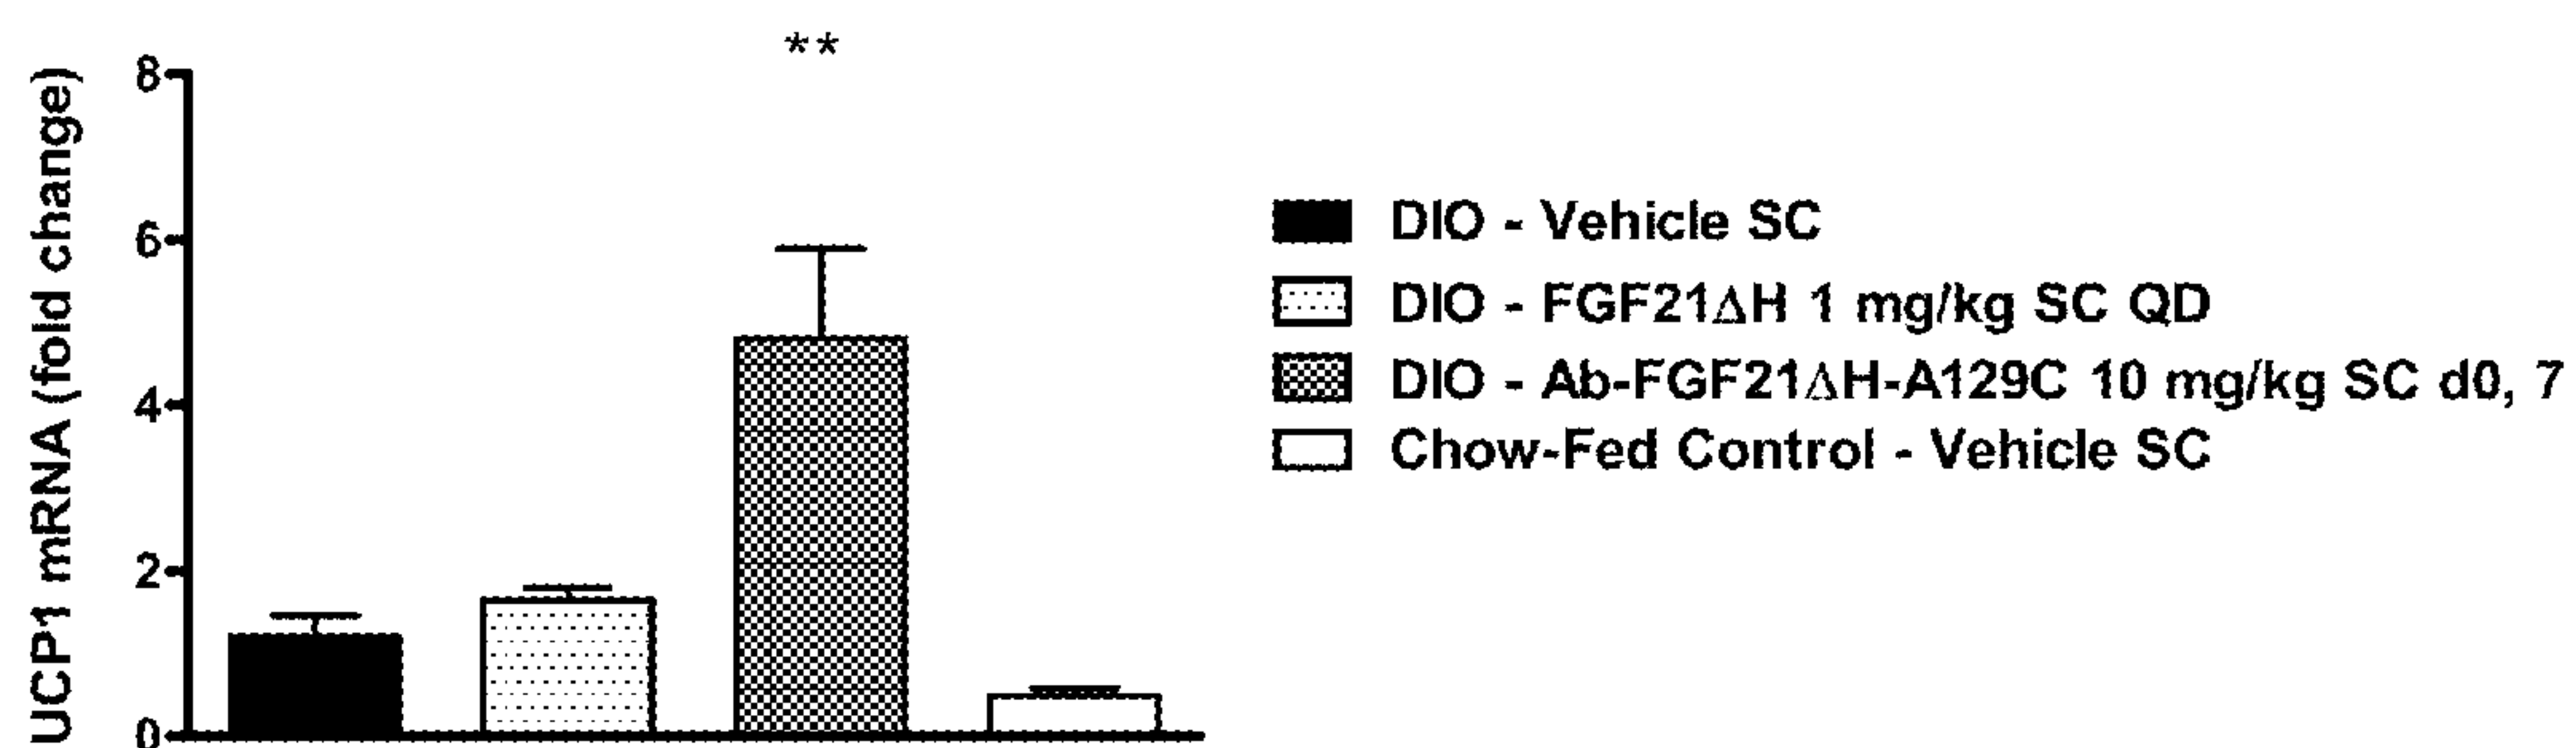 **
UCP1 mRNA (fold change)
8
6
4
2
0
DIO - Vehicle SC
DIO - FGF21ΔH 1 mg/kg SC QD
DIO - Ab-FGF21ΔH-A129C 10 mg/kg SC d0, 7
Chow-Fed Control - Vehicle SC